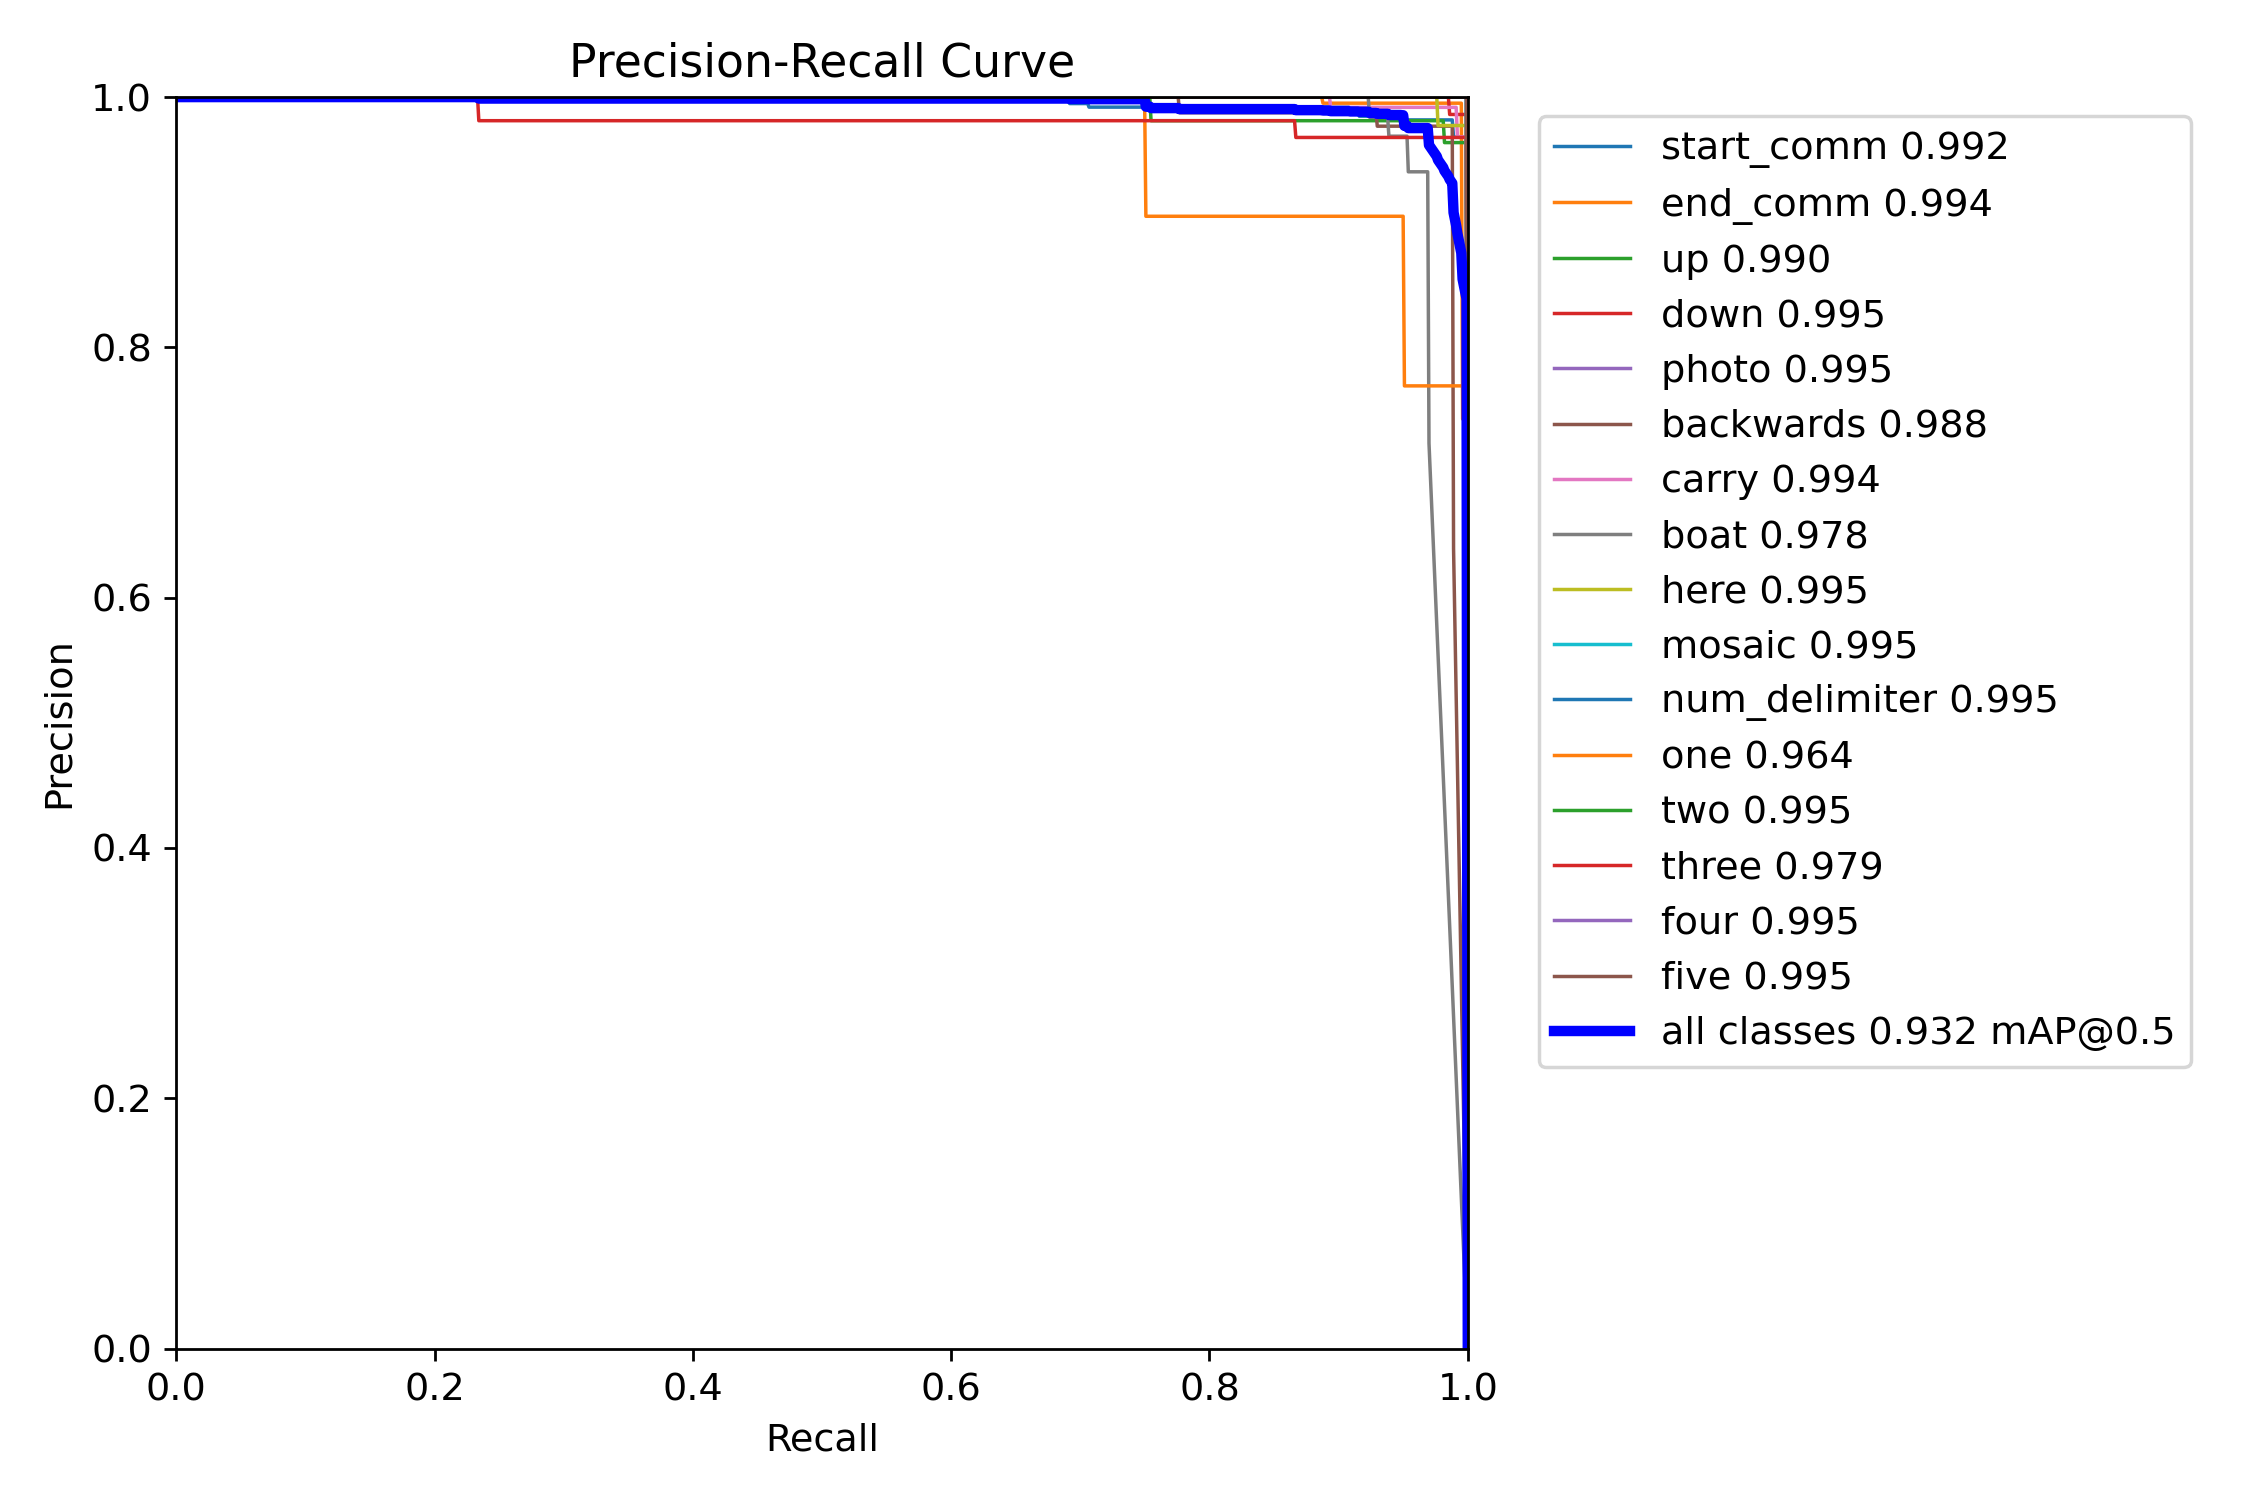 Precision-Recall Curve
1.0
0.8
0.6
0.4
0.2
0.0
Precision
0.0 0.2 0.4 0.6 0.8 1.0
Recall
start_comm 0.992
end_comm 0.994
up 0.990
down 0.995
photo 0.995
backwards 0.988
carry 0.994
boat 0.978
here 0.995
mosaic 0.995
num_delimiter 0.995
one 0.964
two 0.995
three 0.979
four 0.995
five 0.995
all classes 0.932 mAP@0.5